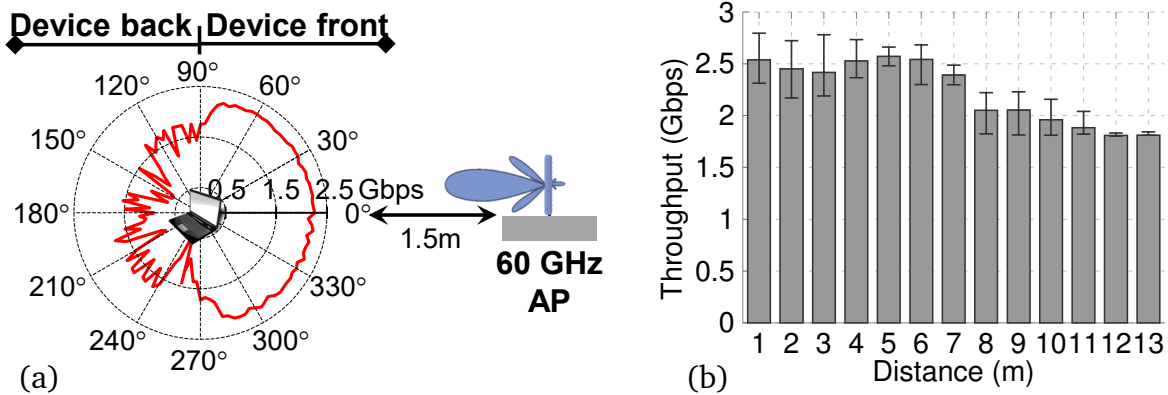 Device back Device front
90°
120° 60°
150° 30°
180° 0.5 1.5 2.5 Gbps 0°
1.5m
210° 330°
240° 300°
270°
60 GHz
AP
(a)
Throughput (Gbps)
3
2.5
2
1.5
1
0.5
0
1 2 3 4 5 6 7 8 9 10 11 12 13
Distance (m)
(b)